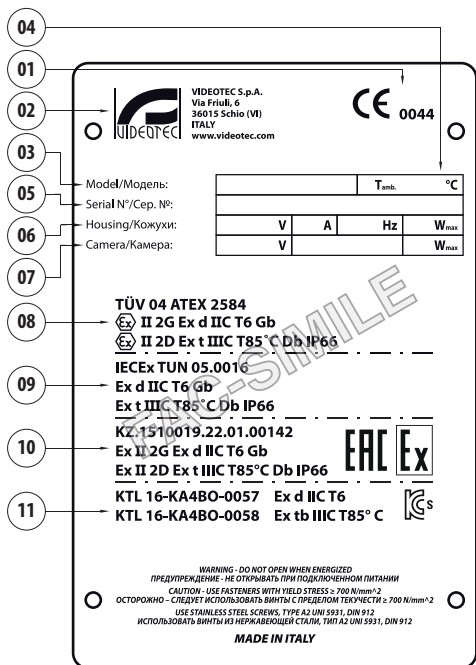 04
01
02
03
05
06
07
08
09
10
11
VIDEOTEC
VIDEOTEC S.p.A.
Via Friuli, 6
36015 Schio (VI)
ITALY
www.videotec.com
CE 0044
Model/Модель: Tamb. °C
Serial N°/Сер. №:
Housing/Кожухи: V A Hz Wmax
Camera/Камера: V Wmax
FAC-SIMILE
TÜV 04 ATEX 2584
Ex II 2G Ex d IIC T6 Gb
Ex II 2D Ex t IIIC T85°C Db IP66
IECEx TUN 05.0016
Ex d IIC T6 Gb
Ex t IIIC T85°C Db IP66
KZ.1510019.22.01.00142
Ex II 2G Ex d IIC T6 Gb
Ex II 2D Ex t IIIC T85°C Db IP66
EAC Ex
KTL 16-KA4BO-0057 Ex d IIC T6
KTL 16-KA4BO-0058 Ex tb IIIC T85° C
KCs
WARNING - DO NOT OPEN WHEN ENERGIZED
ПРЕДУПРЕЖДЕНИЕ - НЕ ОТКРЫВАТЬ ПРИ ПОДКЛЮЧЕННОМ ПИТАНИИ
CAUTION - USE FASTENERS WITH YIELD STRESS ≥ 700 N/mm^2
ОСТОРОЖНО – СЛЕДУЕТ ИСПОЛЬЗОВАТЬ ВИНТЫ С ПРЕДЕЛОМ ТЕКУЧЕСТИ ≥ 700 N/mm^2
USE STAINLESS STEEL SCREWS, TYPE A2 UNI 5931, DIN 912
ИСПОЛЬЗОВАТЬ ВИНТЫ ИЗ НЕРЖАВЕЮЩЕЙ СТАЛИ, ТИП A2 UNI 5931, DIN 912
MADE IN ITALY